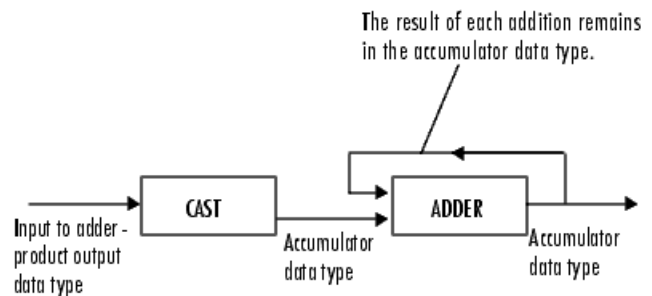 The result of each addition remains
in the accumulator data type.
CAST
ADDER
Input to adder -
product output
data type
Accumulator
data type
Accumulator
data type